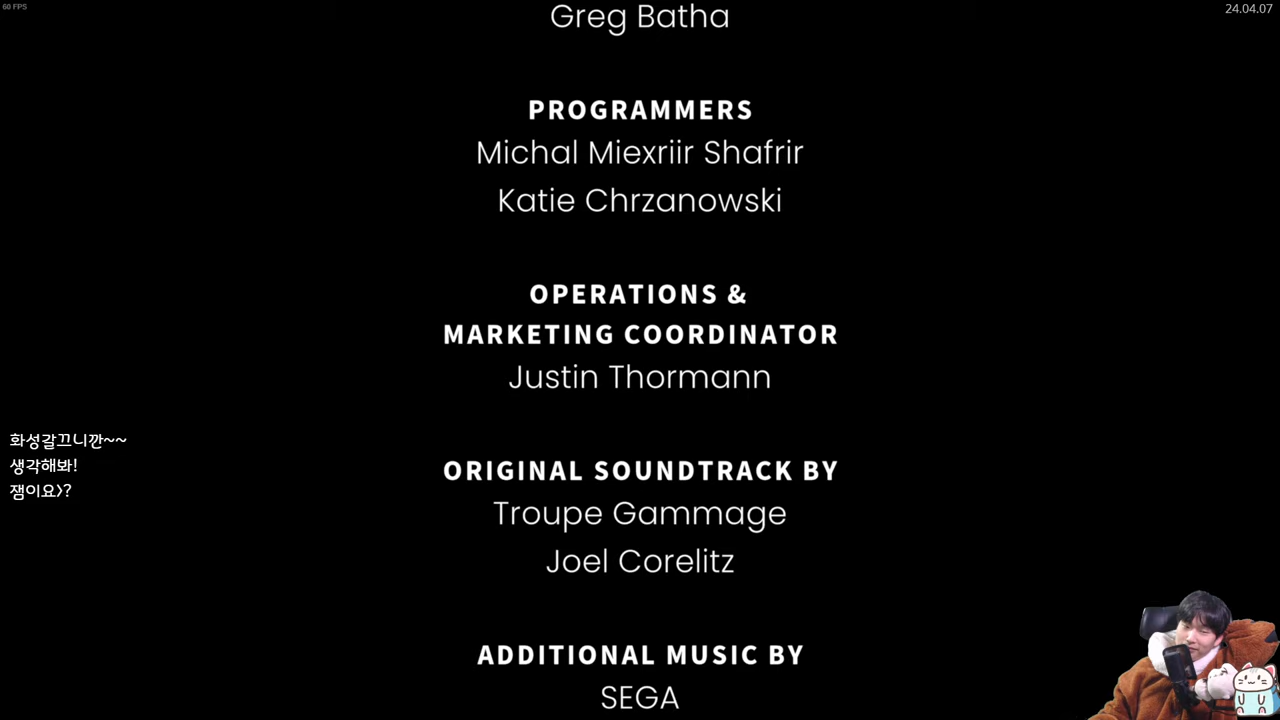 60 FPS
24.04.07
Greg Batha
PROGRAMMERS
Michal Miexriir Shafrir
Katie Chrzanowski
OPERATIONS &
MARKETING COORDINATOR
Justin Thormann
화성갈끄니깐~~
생각해봐!
잼이요>?
ORIGINAL SOUNDTRACK BY
Troupe Gammage
Joel Corelitz
ADDITIONAL MUSIC BY
SEGA